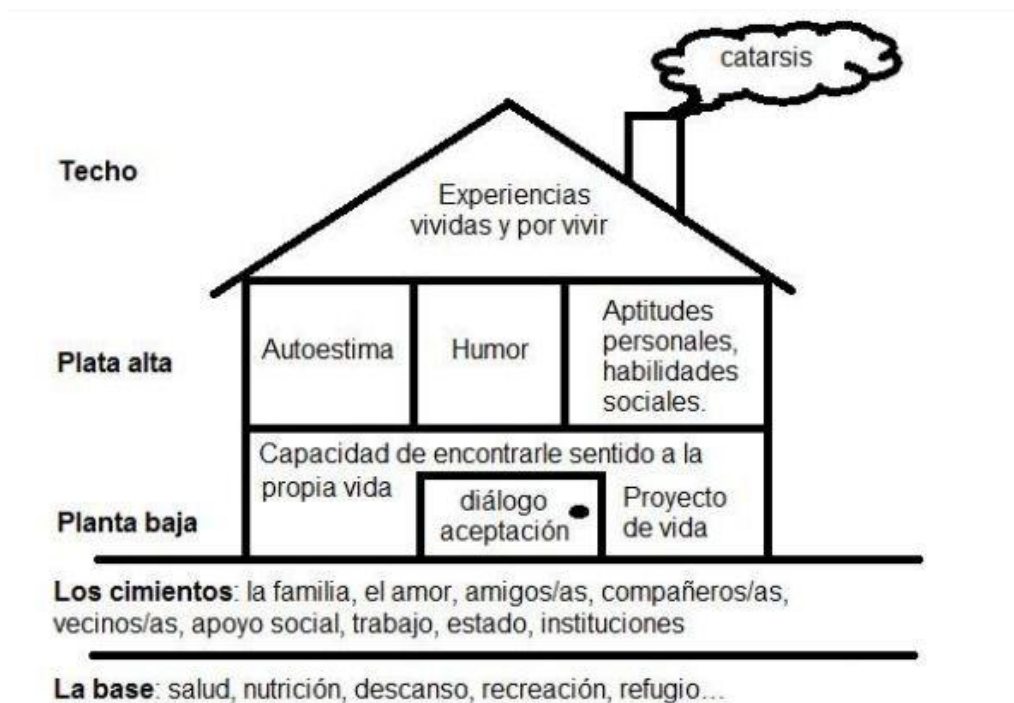 catarsis
Techo
Experiencias
vividas y por vivir
Plata alta
Autoestima
Humor
Aptitudes
personales,
habilidades
sociales.
Planta baja
Capacidad de encontrarle sentido a la
propia vida
diálogo
aceptación
Proyecto
de vida
Los cimientos: la familia, el amor, amigos/as, compañeros/as,
vecinos/as, apoyo social, trabajo, estado, instituciones
La base: salud, nutrición, descanso, recreación, refugio…